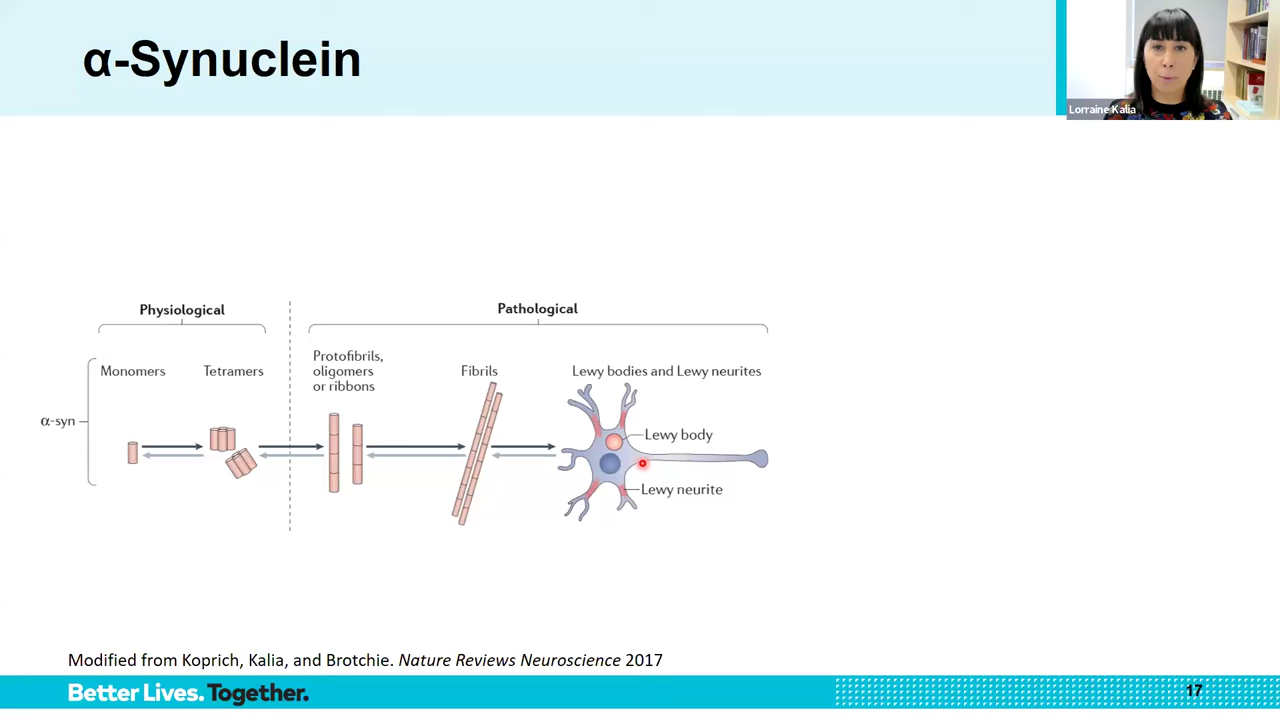 α-Synuclein
Lorraine Kalia
Physiological
Pathological
Monomers
Tetramers
Protofibrils,
oligomers
or ribbons
Fibrils
Lewy bodies and Lewy neurites
α-syn
Lewy body
Lewy neurite
Modified from Koprich, Kalia, and Brotchie. Nature Reviews Neuroscience 2017
Better Lives. Together.
17